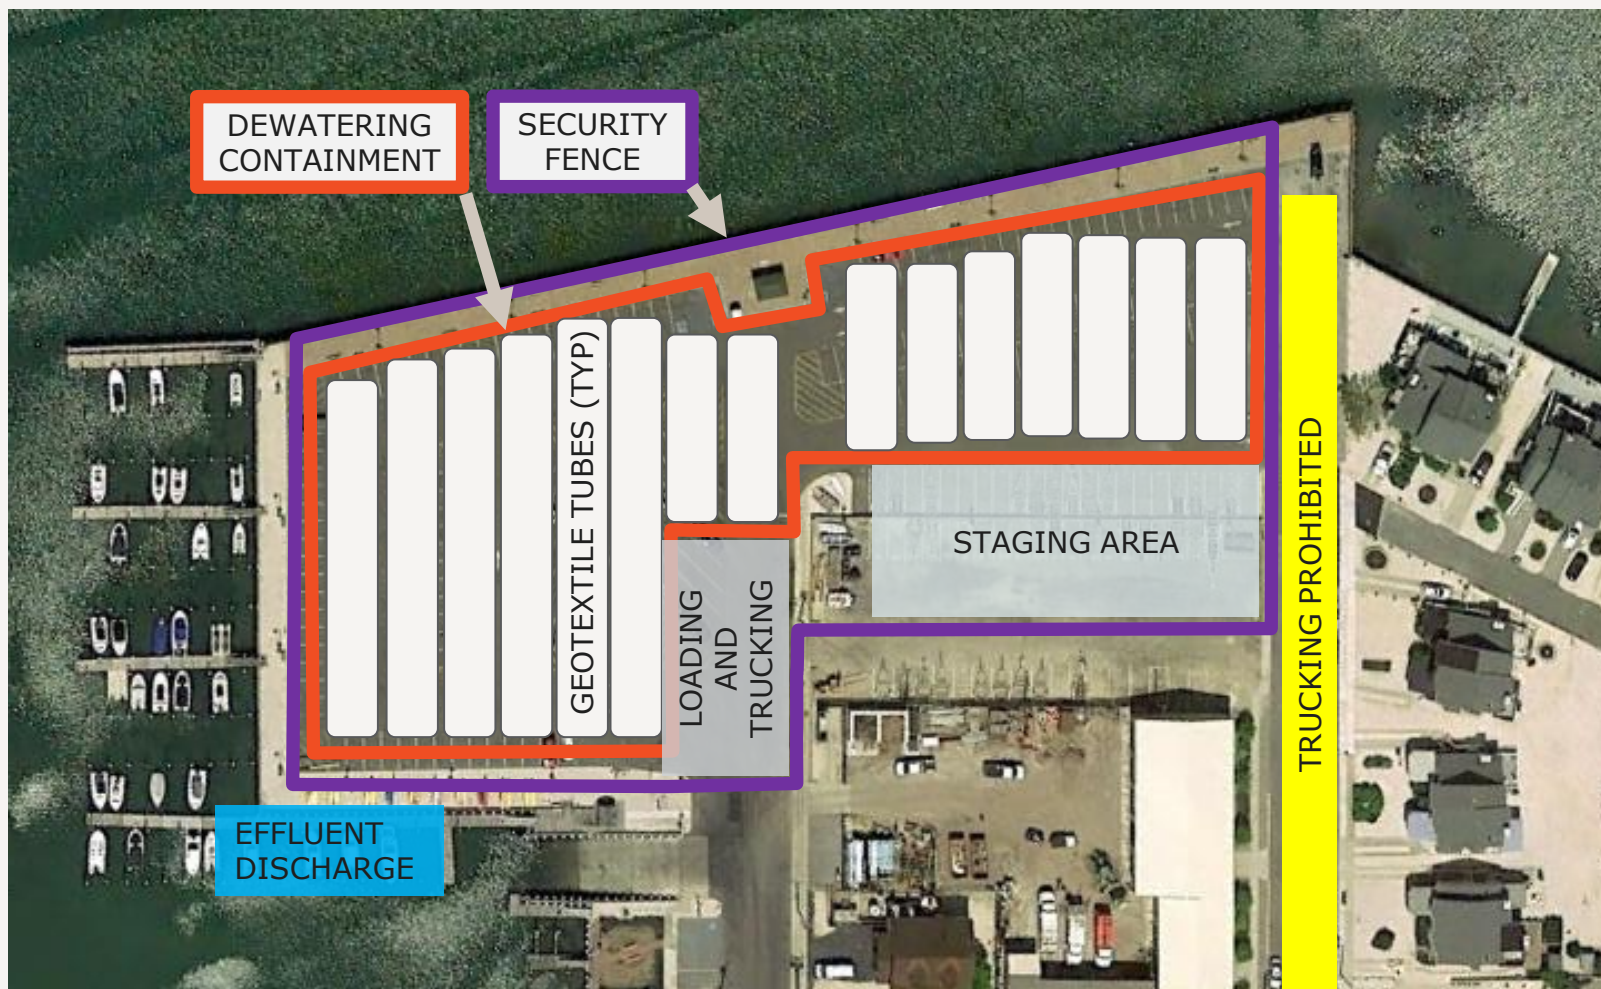 DEWATERING
CONTAINMENT
SECURITY
FENCE
GEOTEXTILE TUBES (TYP)
LOADING
AND
TRUCKING
STAGING AREA
TRUCKING PROHIBITED
EFFLUENT
DISCHARGE